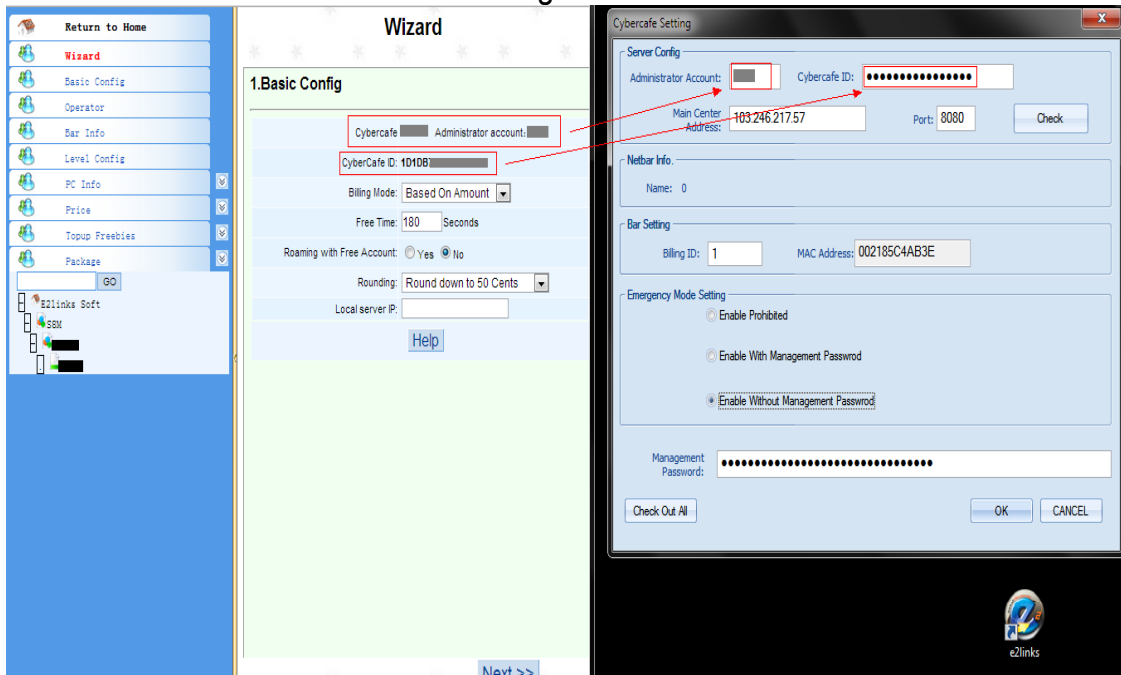 Return to Home
Wizard
Basic Config
Operator
Bar Info
Level Config
PC Info
Price
Topup Freebies
Package
GO
E2links Soft
SBM
Wizard
1.Basic Config
Cybercafe Administrator account:
CyberCafe ID: 1D1DB
Billing Mode: Based On Amount
Free Time: 180 Seconds
Roaming with Free Account: Yes No
Rounding: Round down to 50 Cents
Local server IP:
Help
Next >>
Cybercafe Setting
Server Config
Administrator Account: Cybercafe ID: ●●●●●●●●●●●●●●●●
Main Center Address: 103.246.217.57 Port: 8080 Check
Netbar Info.
Name: 0
Bar Setting
Billing ID: 1 MAC Address: 002185C4AB3E
Emergency Mode Setting
Enable Prohibited
Enable With Management Passwrod
Enable Without Management Passwrod
Management
Password: ●●●●●●●●●●●●●●●●●●●●●●●●●●●●●●●●
Check Out All OK CANCEL
e2links